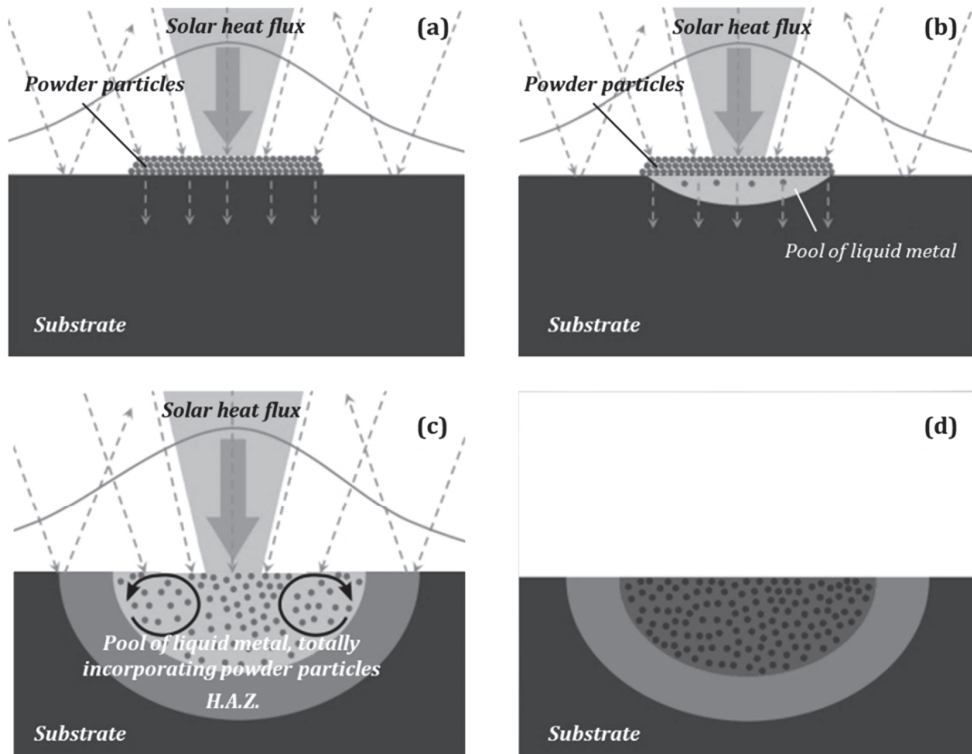 Solar heat flux
(a)
Powder particles
Substrate
Solar heat flux
(b)
Powder particles
Pool of liquid metal
Substrate
Solar heat flux
(c)
Pool of liquid metal, totally
incorporating powder particles
H.A.Z.
Substrate
(d)
Substrate